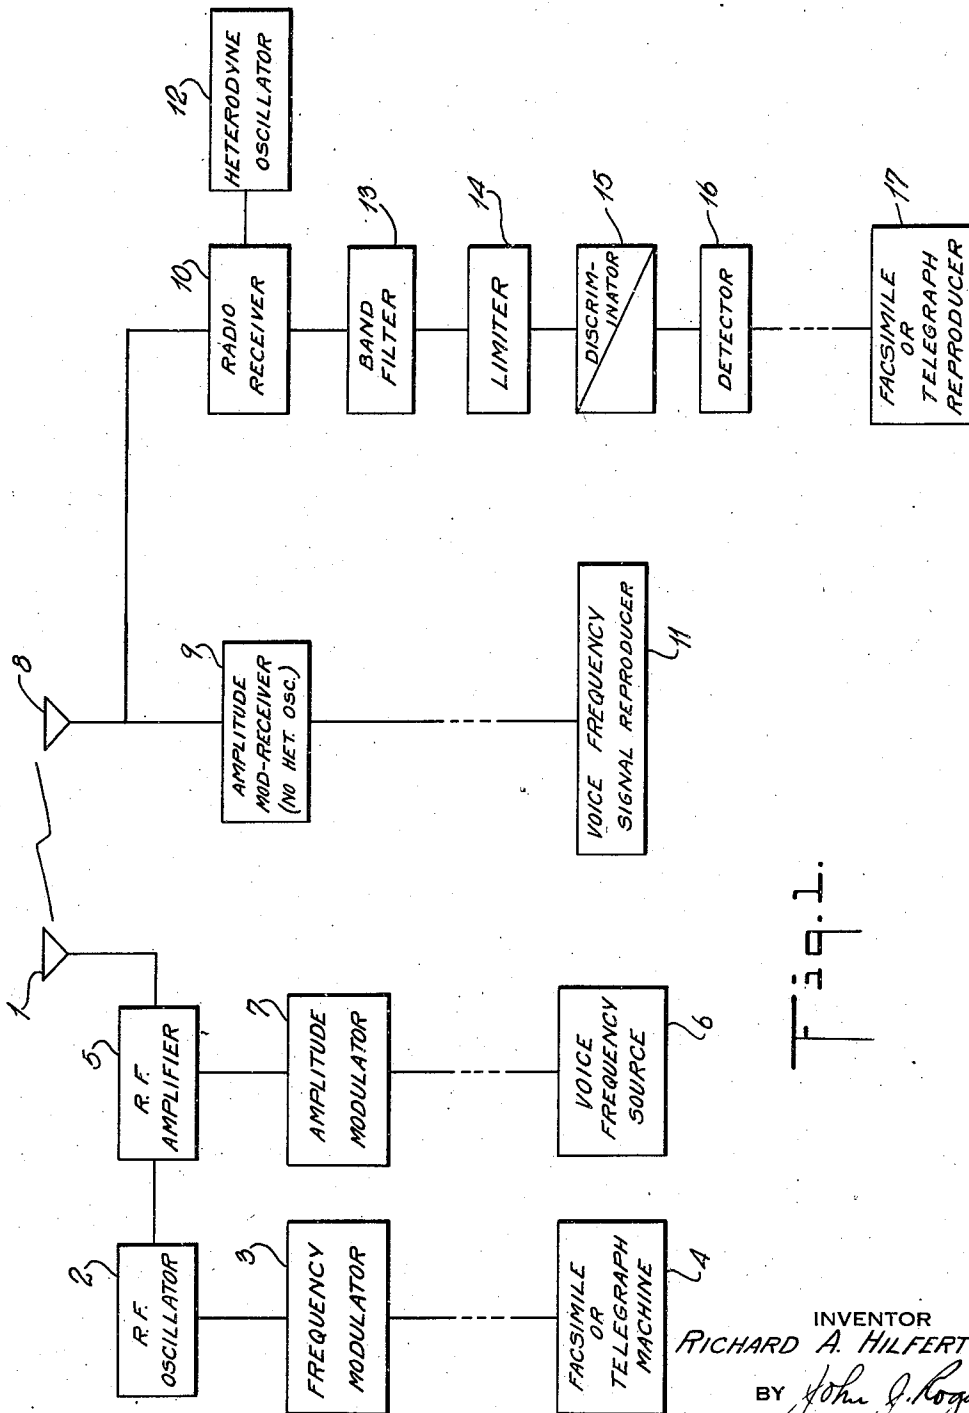 1
8
2
R.F.
OSCILLATOR
5
R.F.
AMPLIFIER
9
AMPLITUDE
MOD-RECEIVER
(NO HET. OSC.)
10
RADIO
RECEIVER
12
HETERODYNE
OSCILLATOR
3
FREQUENCY
MODULATOR
7
AMPLITUDE
MODULATOR
13
BAND
FILTER
14
LIMITER
4
FACSIMILE
OR
TELEGRAPH
MACHINE
6
VOICE
FREQUENCY
SOURCE
11
VOICE FREQUENCY
SIGNAL REPRODUCER
15
DISCRIM-
INATOR
16
DETECTOR
17
FACSIMILE
OR
TELEGRAPH
REPRODUCER
Fig. 1.
INVENTOR
RICHARD A. HILFERT
BY John J.